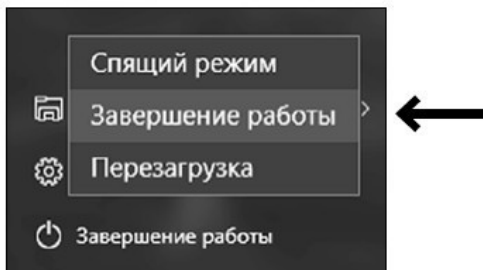 Спящий режим
Завершение работы
Перезагрузка
Завершение работы